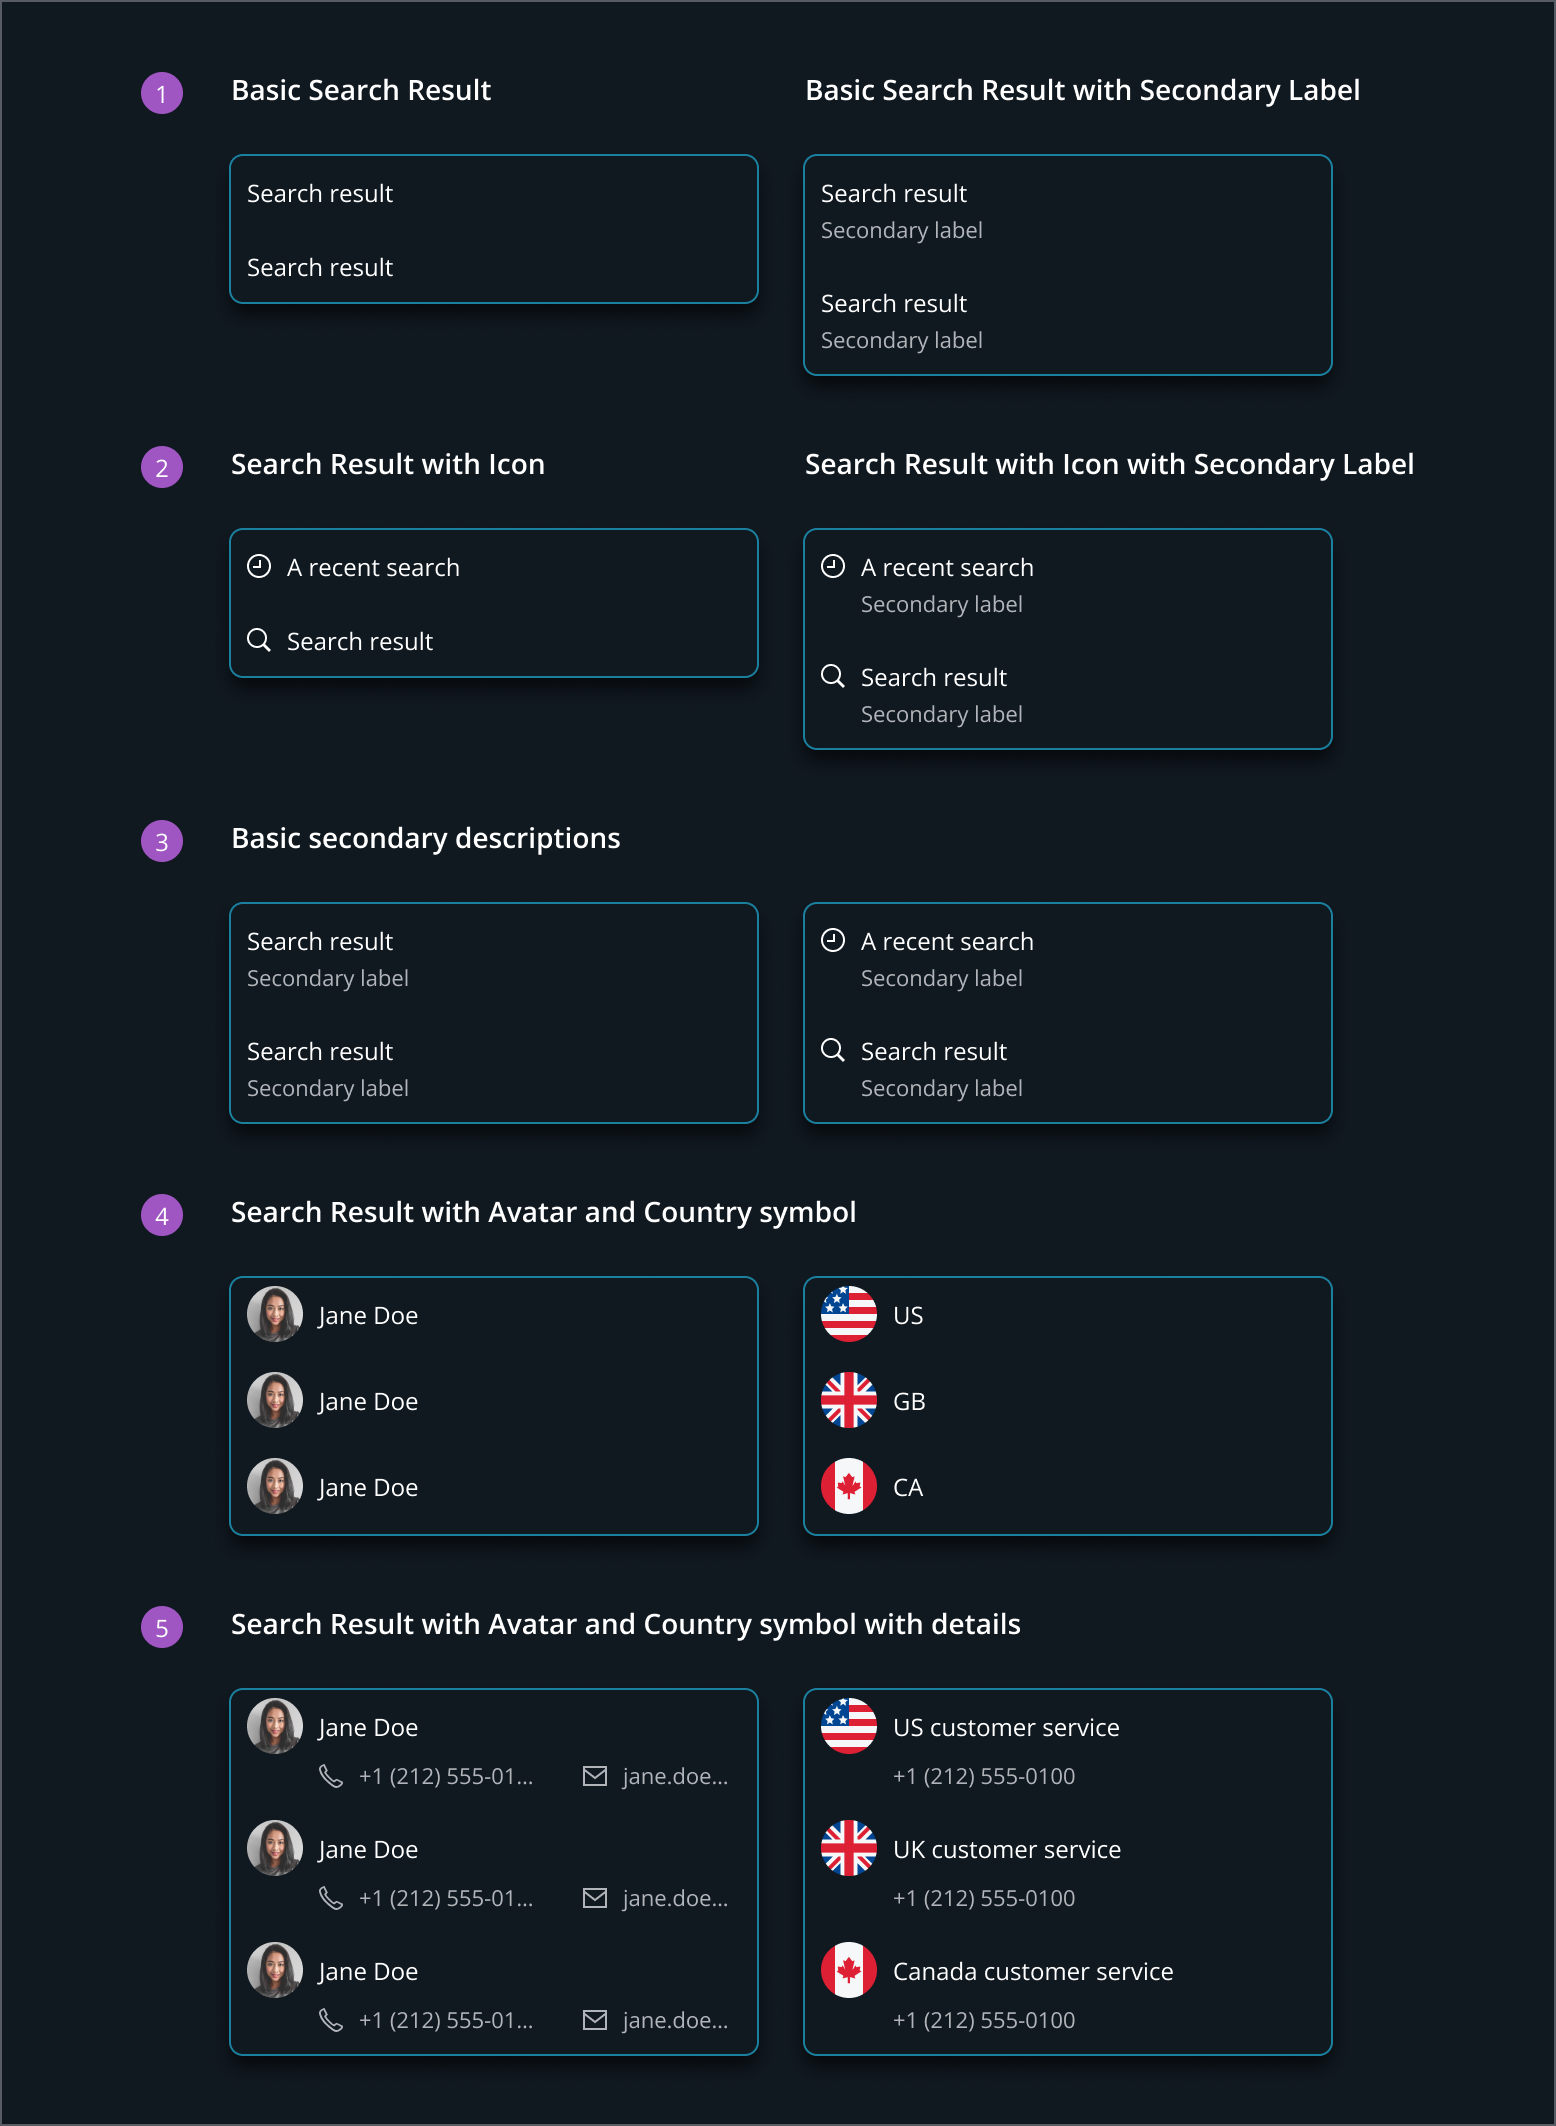 1
Basic Search Result
Basic Search Result with Secondary Label
Search result
Search result
Search result
Secondary label
Search result
Secondary label
2
Search Result with Icon
Search Result with Icon with Secondary Label
A recent search
Search result
A recent search
Secondary label
Search result
Secondary label
3
Basic secondary descriptions
Search result
Secondary label
Search result
Secondary label
A recent search
Secondary label
Search result
Secondary label
4
Search Result with Avatar and Country symbol
Jane Doe
Jane Doe
Jane Doe
US
GB
CA
5
Search Result with Avatar and Country symbol with details
Jane Doe
+1 (212) 555-01... jane.doe...
Jane Doe
+1 (212) 555-01... jane.doe...
Jane Doe
+1 (212) 555-01... jane.doe...
US customer service
+1 (212) 555-0100
UK customer service
+1 (212) 555-0100
Canada customer service
+1 (212) 555-0100